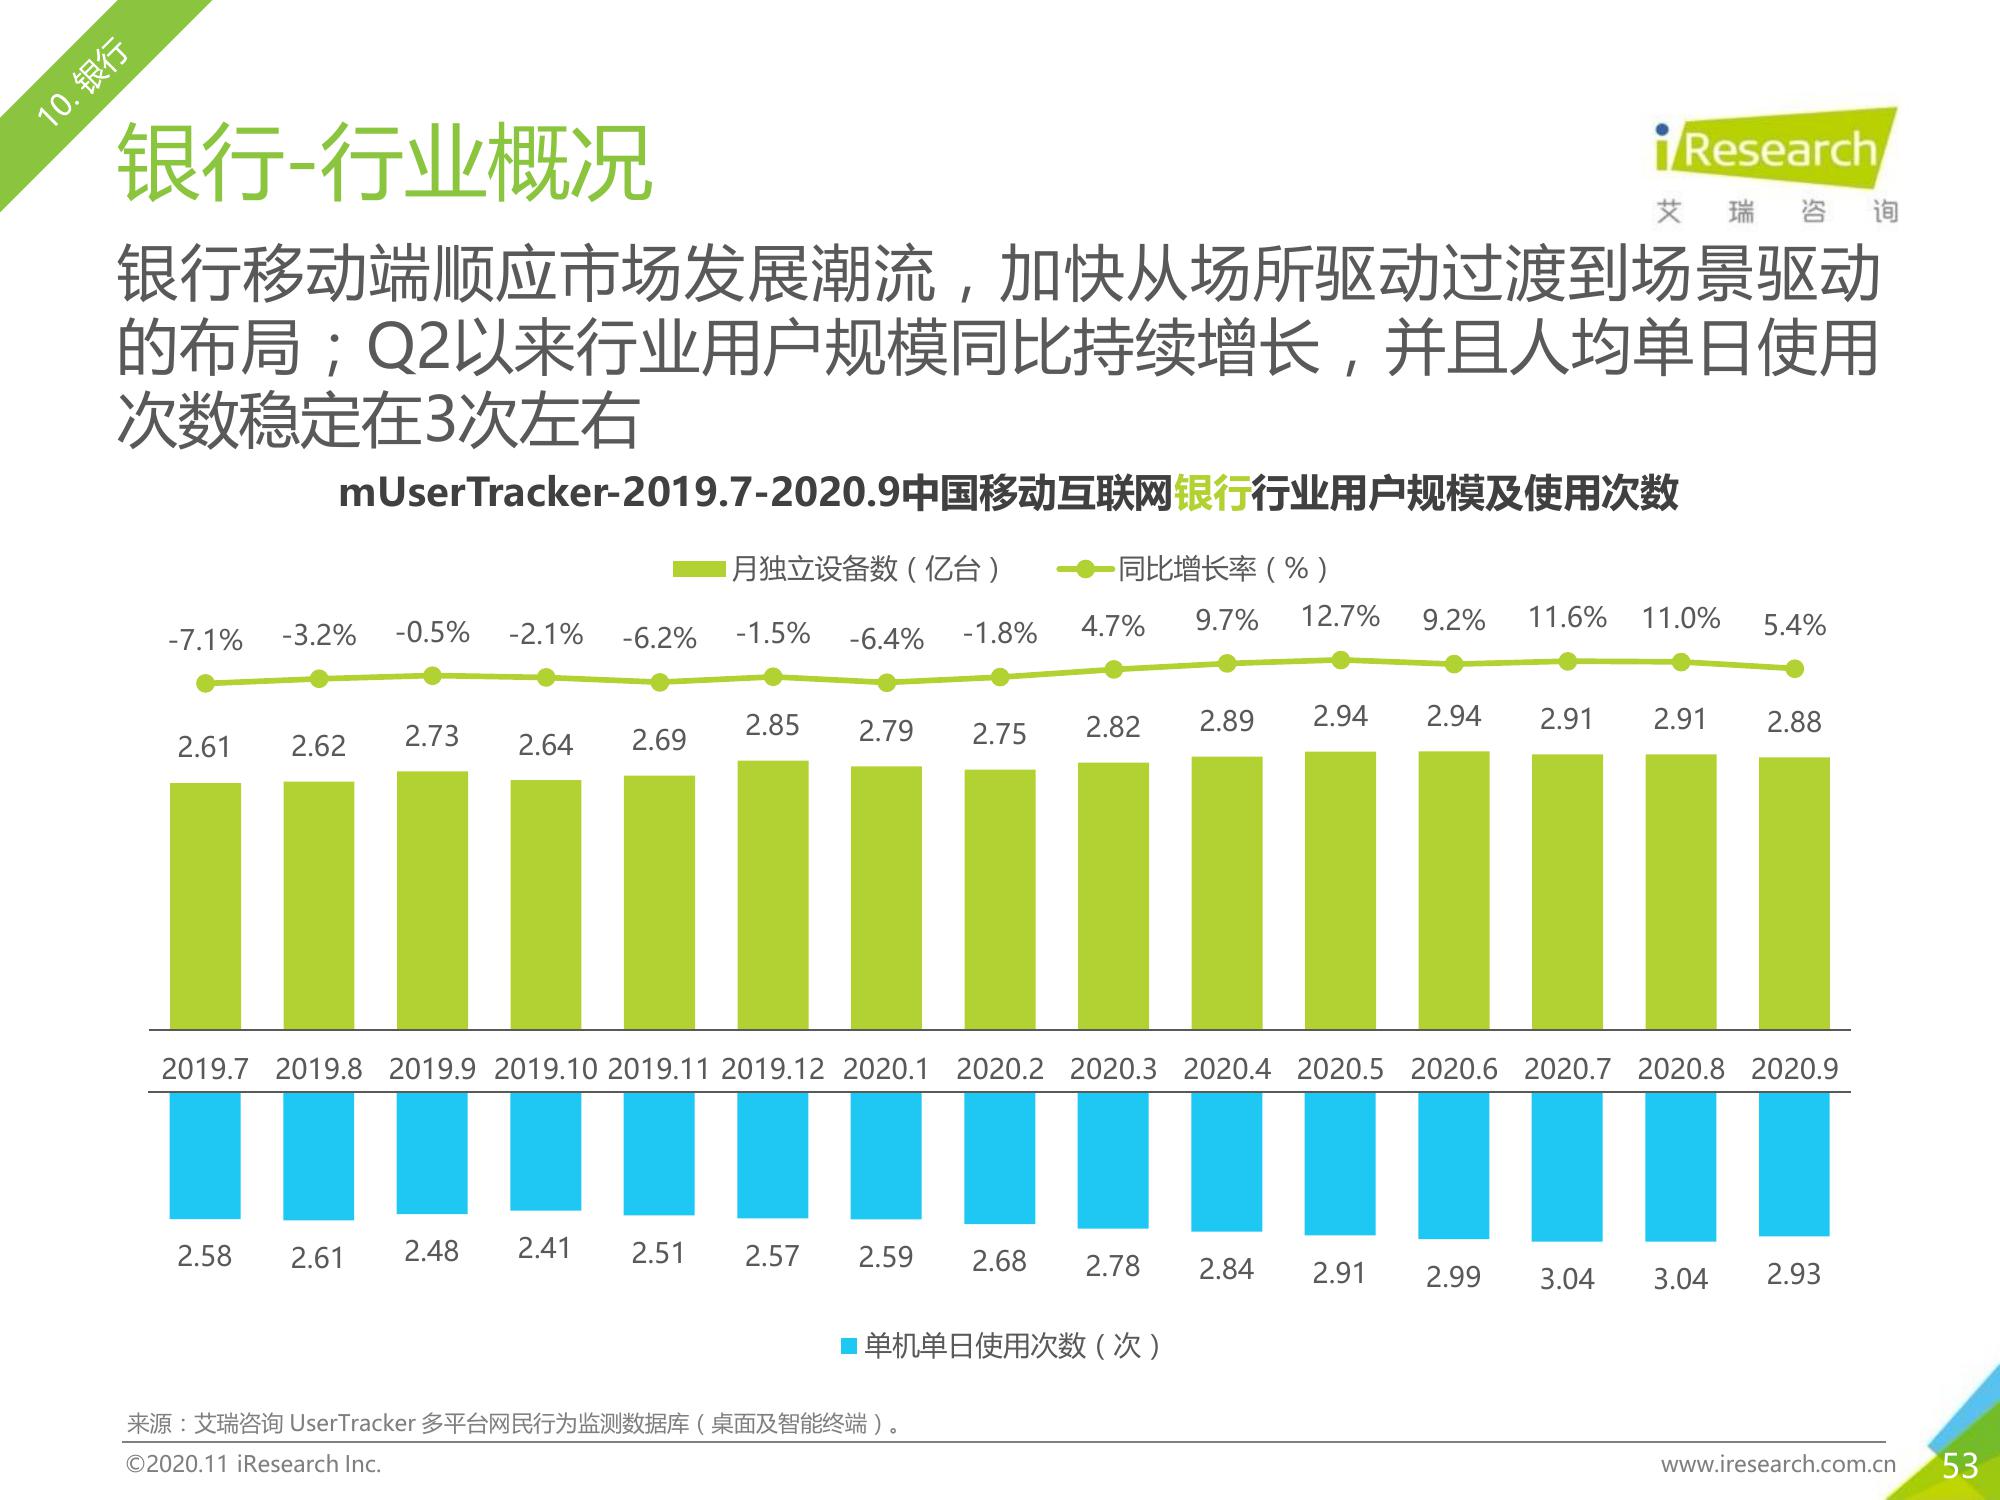 10. 银行
银行-行业概况
iResearch
艾瑞咨询
银行移动端顺应市场发展潮流，加快从场所驱动过渡到场景驱动
的布局；Q2以来行业用户规模同比持续增长，并且人均单日使用
次数稳定在3次左右
mUserTracker-2019.7-2020.9中国移动互联网银行行业用户规模及使用次数
月独立设备数（亿台） 同比增长率（%）
-7.1% -3.2% -0.5% -2.1% -6.2% -1.5% -6.4% -1.8% 4.7% 9.7% 12.7% 9.2% 11.6% 11.0% 5.4%
2.61 2.62 2.73 2.64 2.69 2.85 2.79 2.75 2.82 2.89 2.94 2.94 2.91 2.91 2.88
2019.7 2019.8 2019.9 2019.10 2019.11 2019.12 2020.1 2020.2 2020.3 2020.4 2020.5 2020.6 2020.7 2020.8 2020.9
2.58 2.61 2.48 2.41 2.51 2.57 2.59 2.68 2.78 2.84 2.91 2.99 3.04 3.04 2.93
单机单日使用次数（次）
来源：艾瑞咨询 UserTracker 多平台网民行为监测数据库（桌面及智能终端）。
©2020.11 iResearch Inc. www.iresearch.com.cn 53